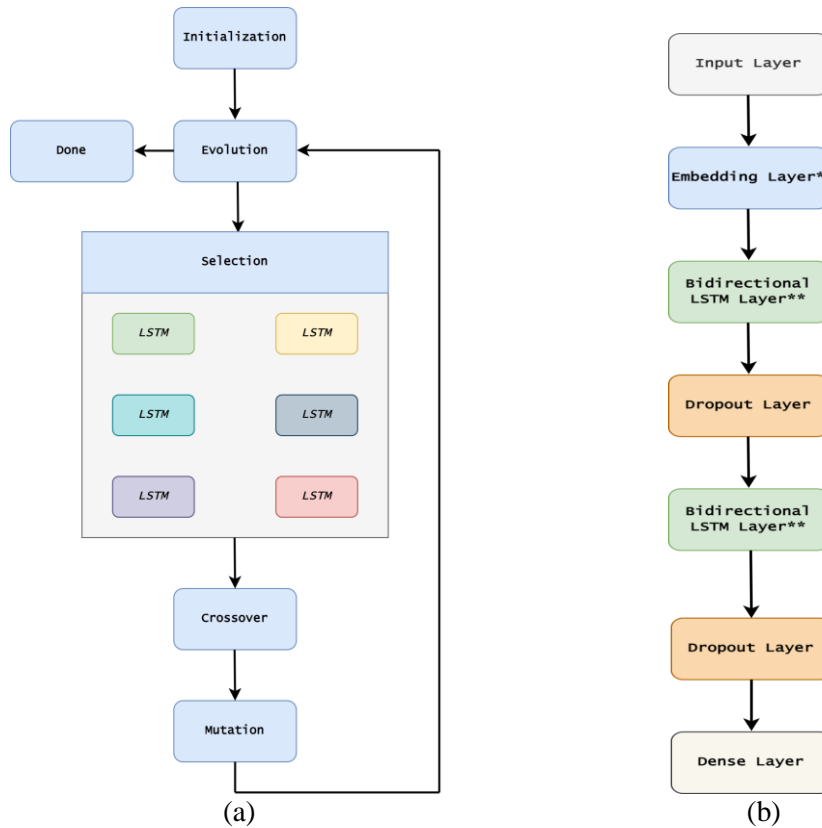 Initialization
Done
Evolution
Selection
LSTM
LSTM
LSTM
LSTM
LSTM
LSTM
Crossover
Mutation
(a)
Input Layer
Embedding Layer*
Bidirectional
LSTM Layer**
Dropout Layer
Bidirectional
LSTM Layer**
Dropout Layer
Dense Layer
(b)